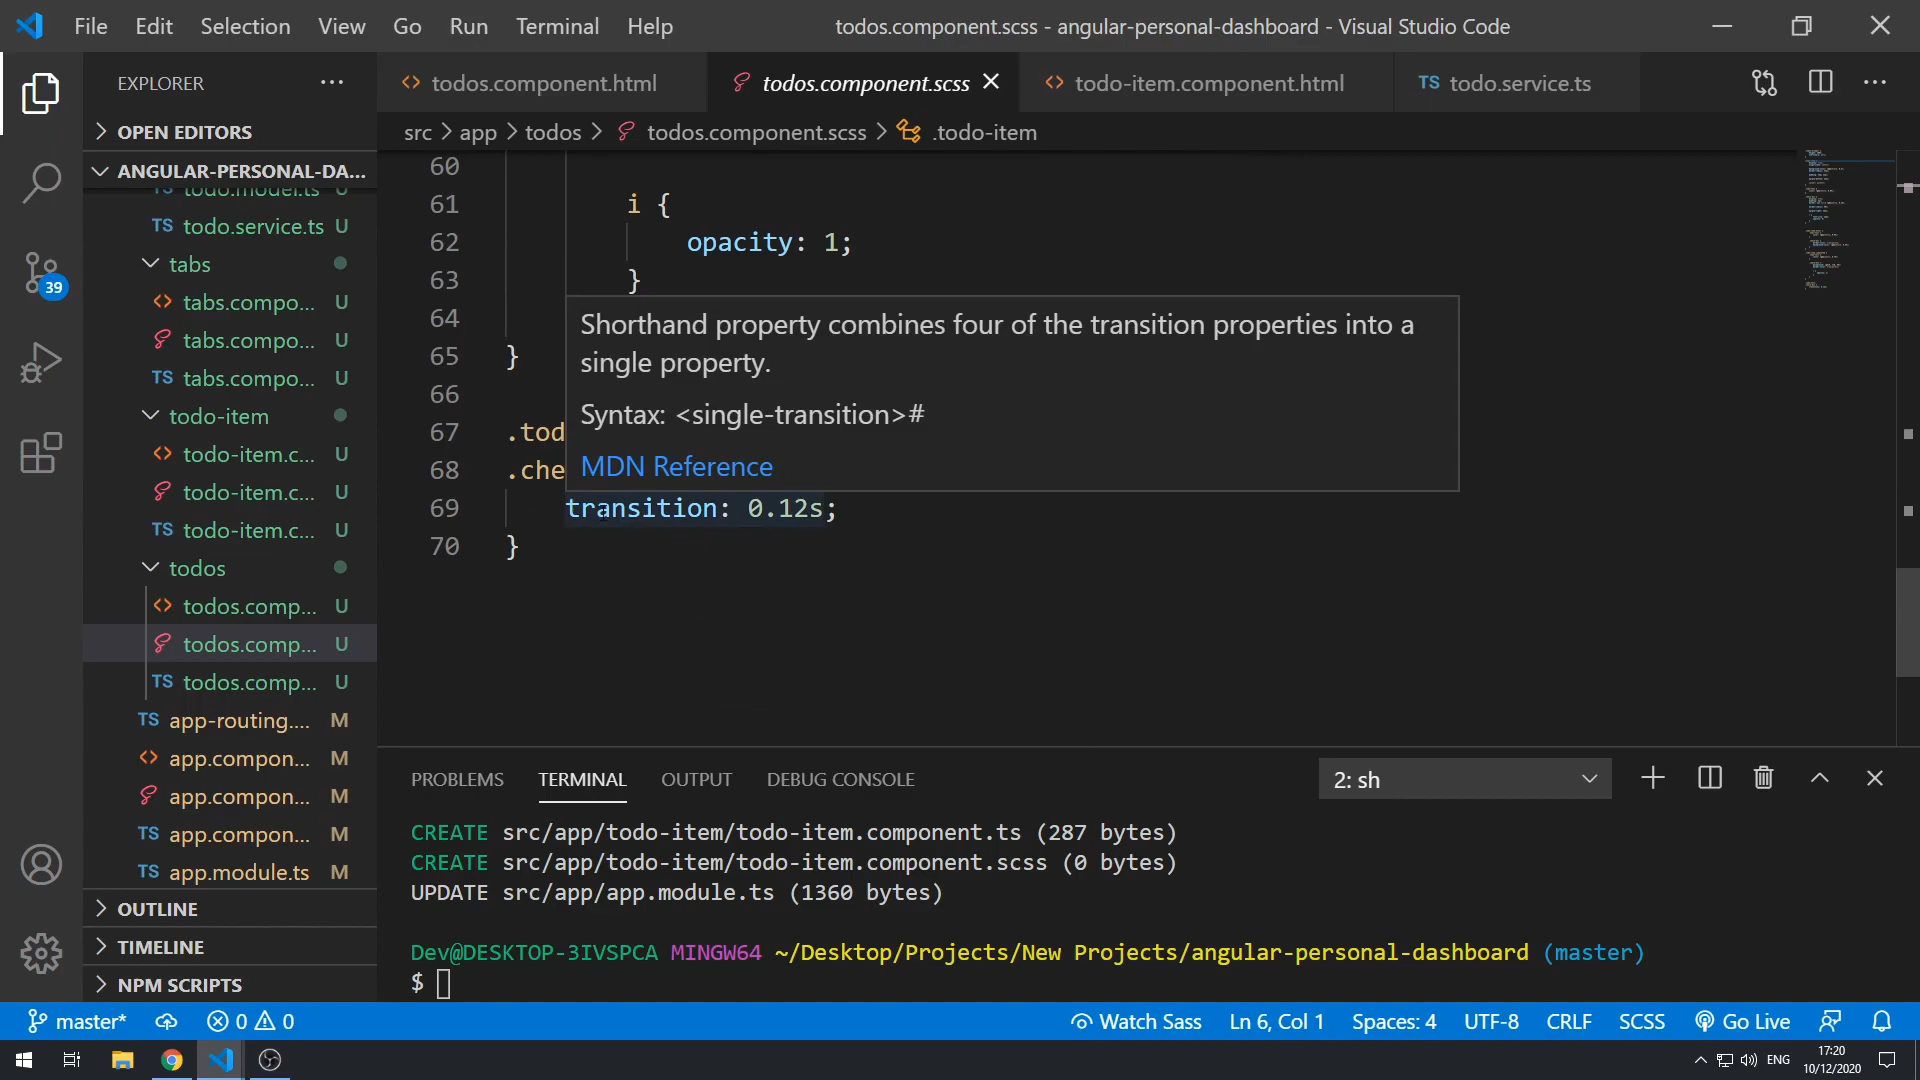 File Edit Selection View Go Run Terminal Help
todos.component.scss - angular-personal-dashboard - Visual Studio Code
EXPLORER
OPEN EDITORS
ANGULAR-PERSONAL-DA...
todo.model.ts U
TS todo.service.ts U
tabs
tabs.compo... U
tabs.compo... U
TS tabs.compo... U
todo-item
todo-item.c... U
todo-item.c... U
TS todo-item.c... U
todos
todos.comp... U
todos.comp... U
TS todos.comp... U
TS app-routing.... M
app.compon... M
app.compon... M
TS app.compon... M
TS app.module.ts M
OUTLINE
TIMELINE
NPM SCRIPTS
39
todos.component.html
todos.component.scss
todo-item.component.html
TS todo.service.ts
src > app > todos > todos.component.scss > .todo-item
60
61 i {
62 opacity: 1;
63 }
64
65 }
66
67 .tod
68 .che
69 transition: 0.12s;
70 }
Shorthand property combines four of the transition properties into a
single property.
Syntax: <single-transition>#
MDN Reference
PROBLEMS TERMINAL OUTPUT DEBUG CONSOLE
2: sh
CREATE src/app/todo-item/todo-item.component.ts (287 bytes)
CREATE src/app/todo-item/todo-item.component.scss (0 bytes)
UPDATE src/app/app.module.ts (1360 bytes)
Dev@DESKTOP-3IVSPCA MINGW64 ~/Desktop/Projects/New Projects/angular-personal-dashboard (master)
$
master* 0 0 Watch Sass Ln 6, Col 1 Spaces: 4 UTF-8 CRLF SCSS Go Live
ENG
17:20
10/12/2020